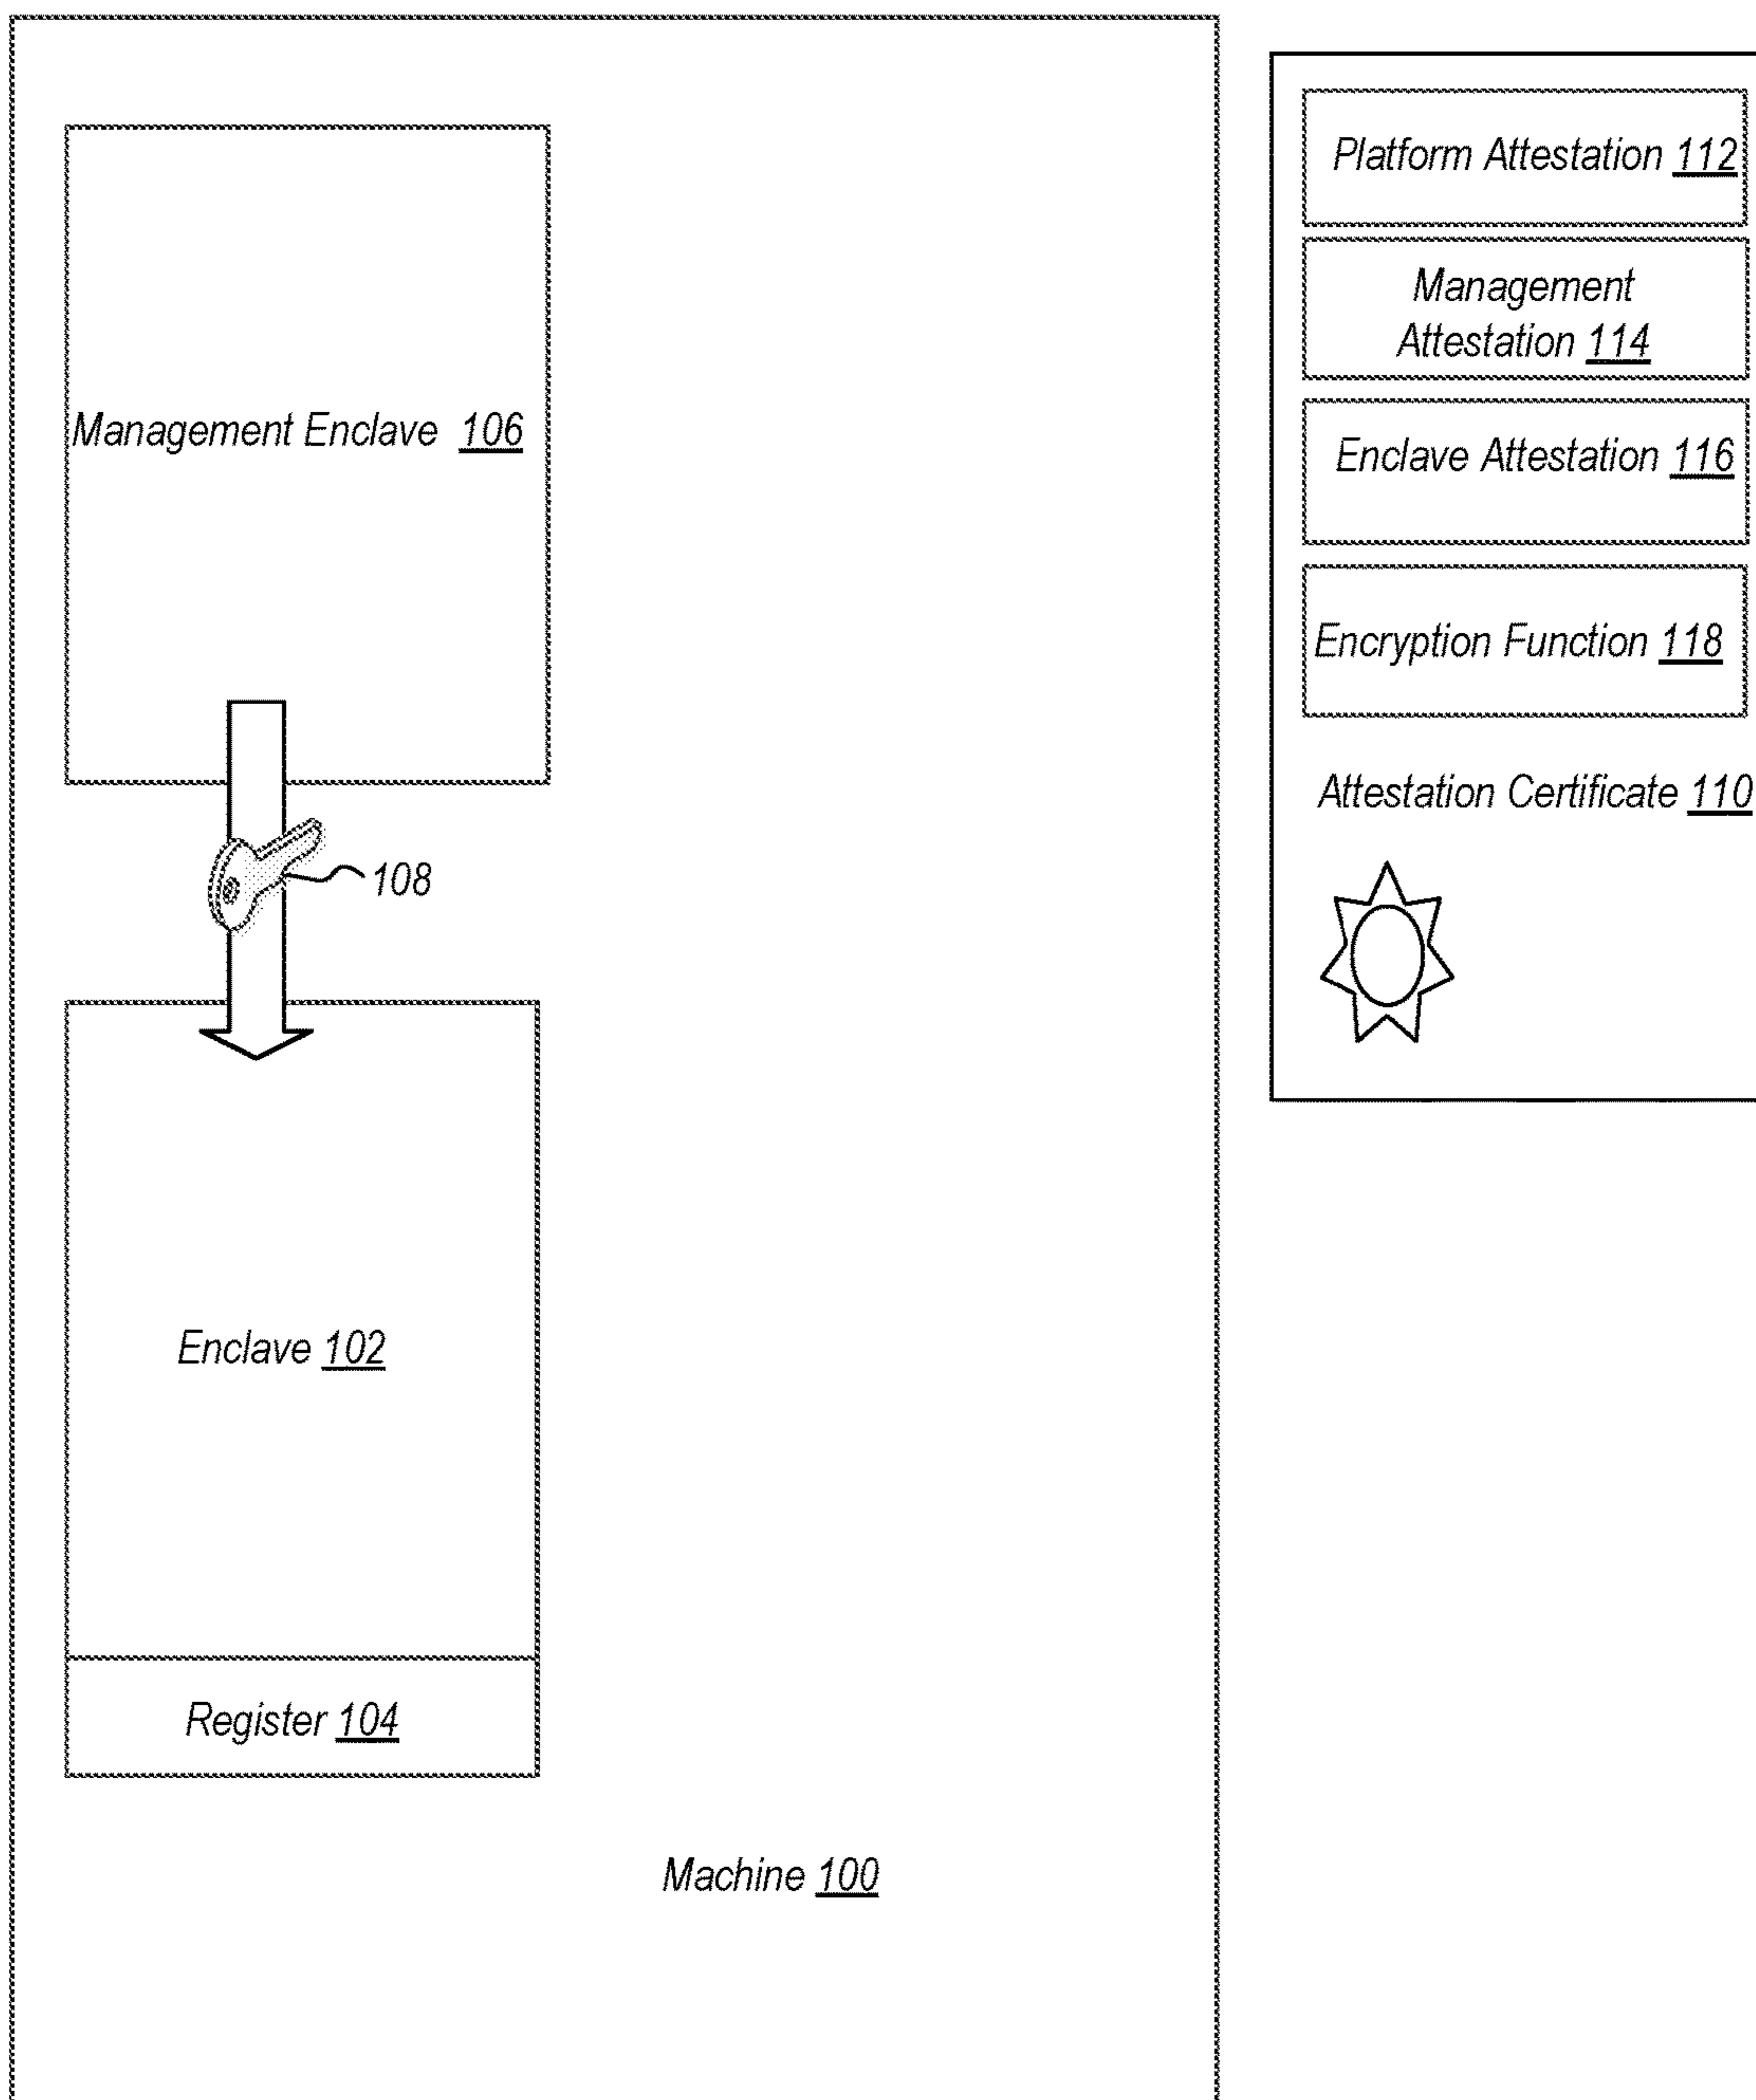 Management Enclave 106
108
Enclave 102
Register 104
Machine 100
Platform Attestation 112
Management
Attestation 114
Enclave Attestation 116
Encryption Function 118
Attestation Certificate 110